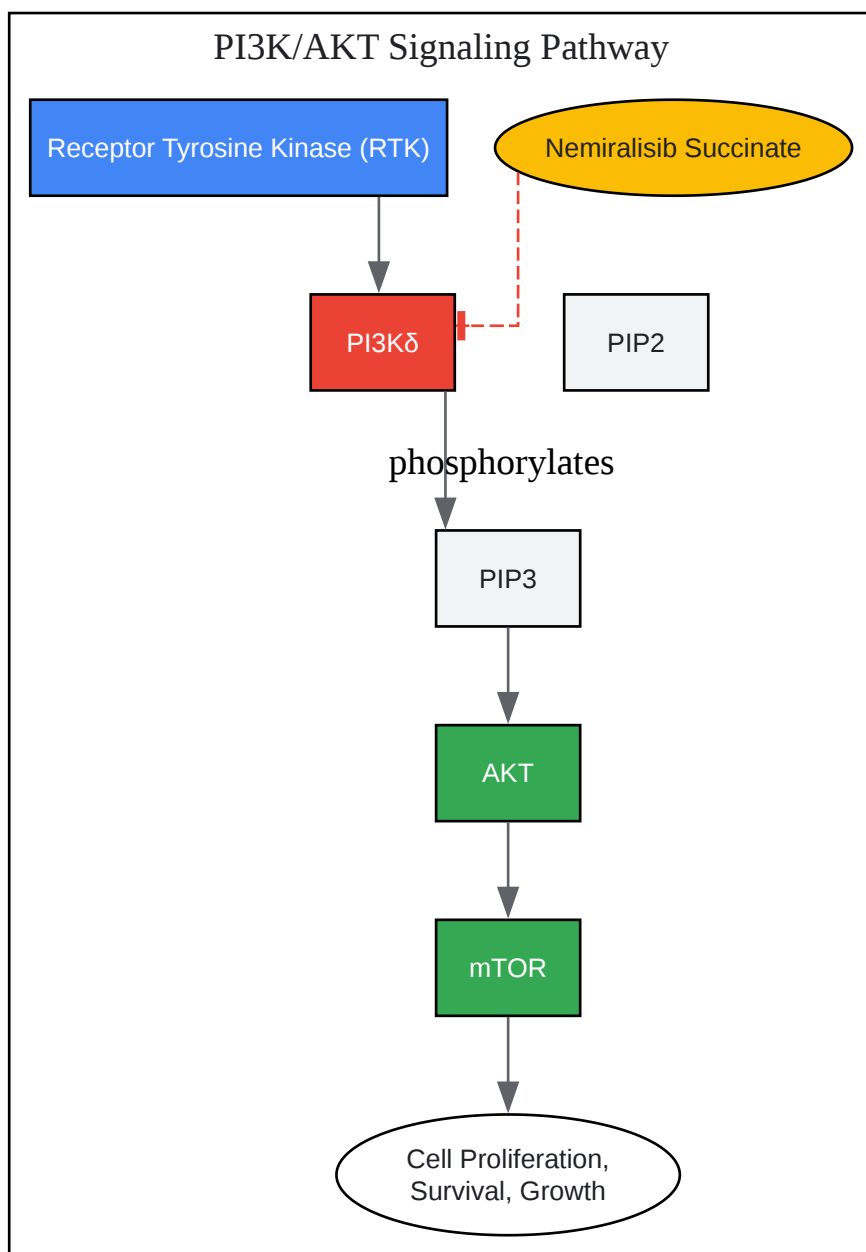 PI3K/AKT Signaling Pathway
Receptor Tyrosine Kinase (RTK)
Nemiralisib Succinate
PI3Kδ
PIP2
phosphorylates
PIP3
AKT
mTOR
Cell Proliferation,
Survival, Growth